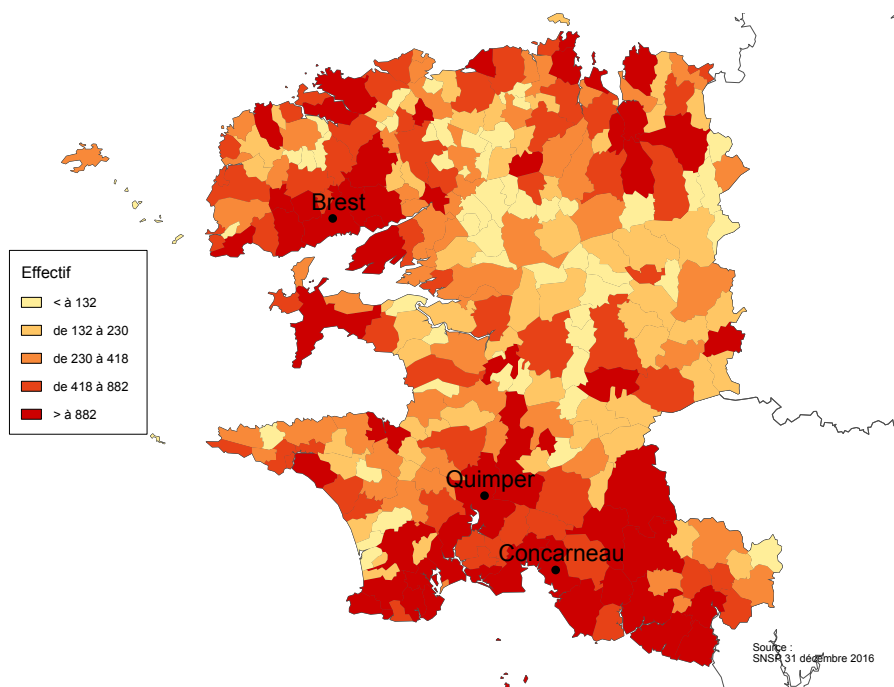 Brest
Effectif
< à 132
de 132 à 230
de 230 à 418
de 418 à 882
> à 882
Quimper
Concarneau
Source :
SNSP 31 décembre 2016